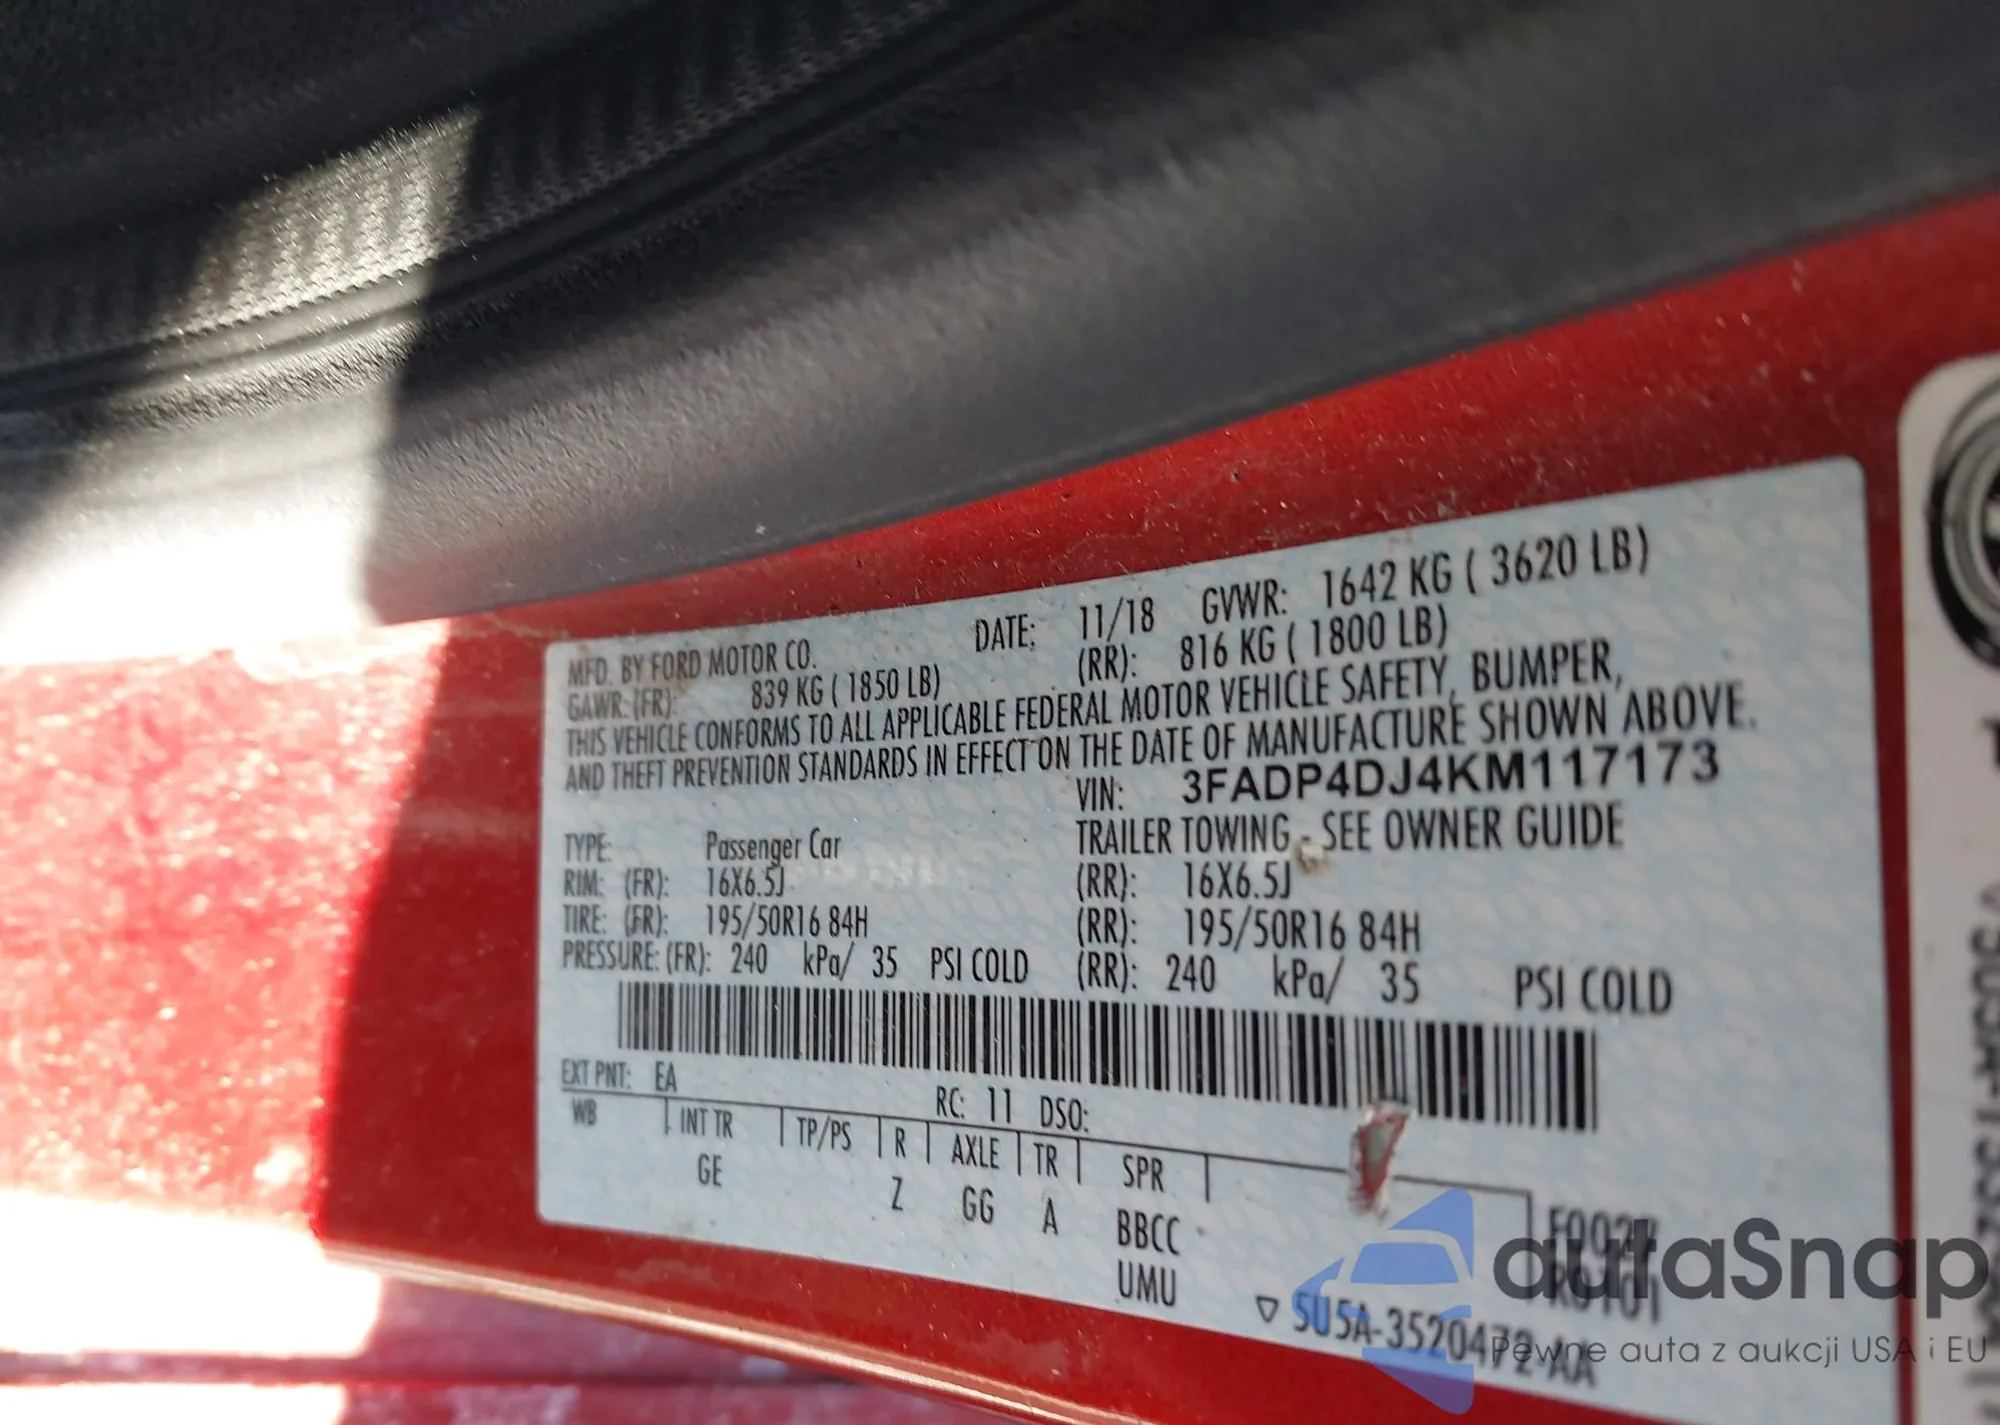 MFD. BY FORD MOTOR CO. DATE: 11/18 GVWR: 1642 KG ( 3620 LB)
GAWR: (FR): 839 KG ( 1850 LB) (RR): 816 KG ( 1800 LB)
THIS VEHICLE CONFORMS TO ALL APPLICABLE FEDERAL MOTOR VEHICLE SAFETY, BUMPER,
AND THEFT PREVENTION STANDARDS IN EFFECT ON THE DATE OF MANUFACTURE SHOWN ABOVE.
VIN: 3FADP4DJ4KM117173
TYPE: Passenger Car TRAILER TOWING - SEE OWNER GUIDE
RIM: (FR): 16X6.5J (RR): 16X6.5J
TIRE: (FR): 195/50R16 84H (RR): 195/50R16 84H
PRESSURE: (FR): 240 kPa/ 35 PSI COLD (RR): 240 kPa/ 35 PSI COLD
EXT PNT: EA RC: 11 DSO:
WB INT TR TP/PS R AXLE TR SPR
GE Z GG A BBCC
UMU
5U5A-3520472-AA
autaSnap
Pewne auta z aukcji USA i EU